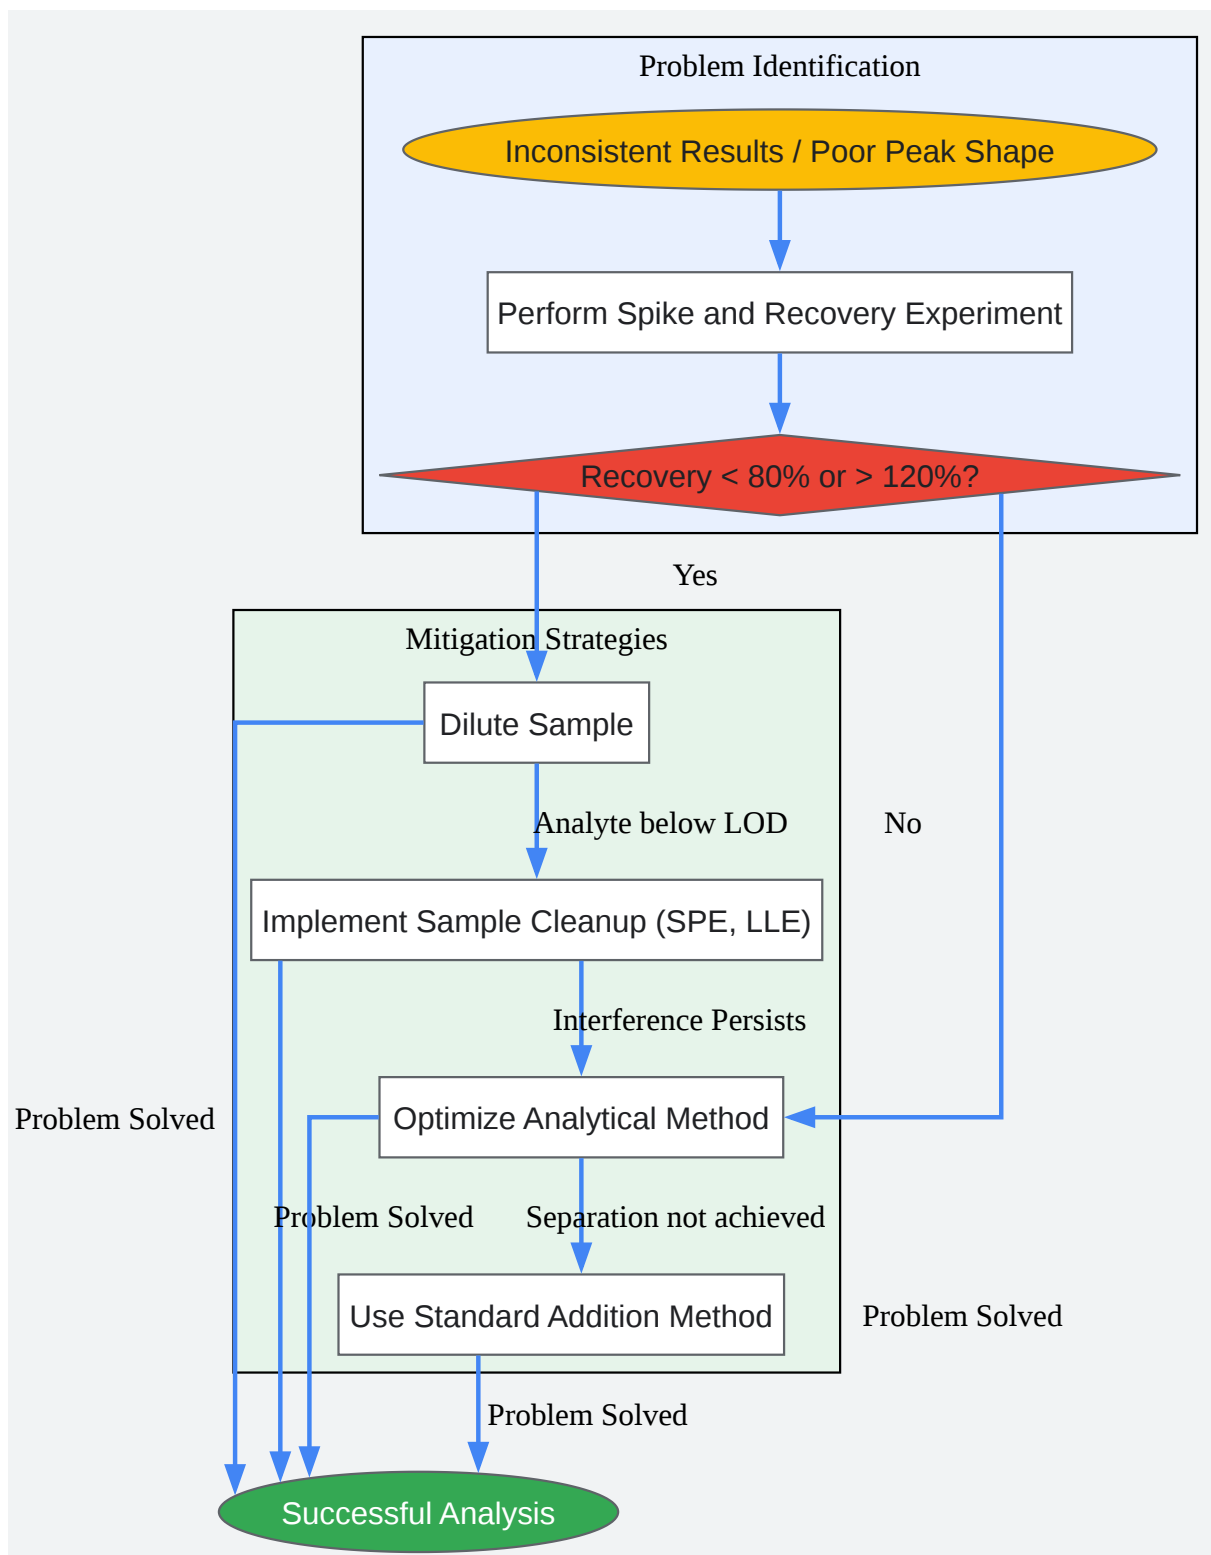 Problem Identification
Inconsistent Results / Poor Peak Shape
Perform Spike and Recovery Experiment
Recovery < 80% or > 120%?
Yes
Mitigation Strategies
Dilute Sample
Analyte below LOD
No
Implement Sample Cleanup (SPE, LLE)
Interference Persists
Problem Solved
Optimize Analytical Method
Problem Solved
Separation not achieved
Use Standard Addition Method
Problem Solved
Problem Solved
Successful Analysis